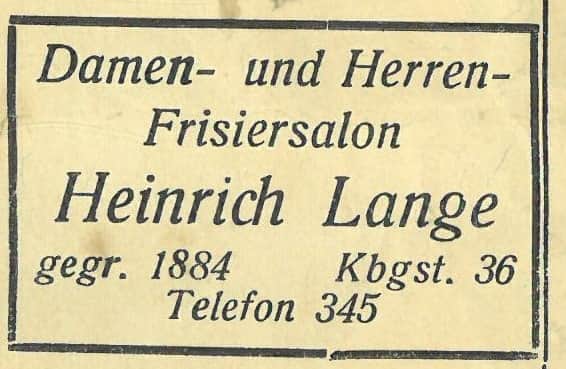 Damen- und Herren-
Frisiersalon
Heinrich Lange
gegr. 1884 Kbgst. 36
Telefon 345